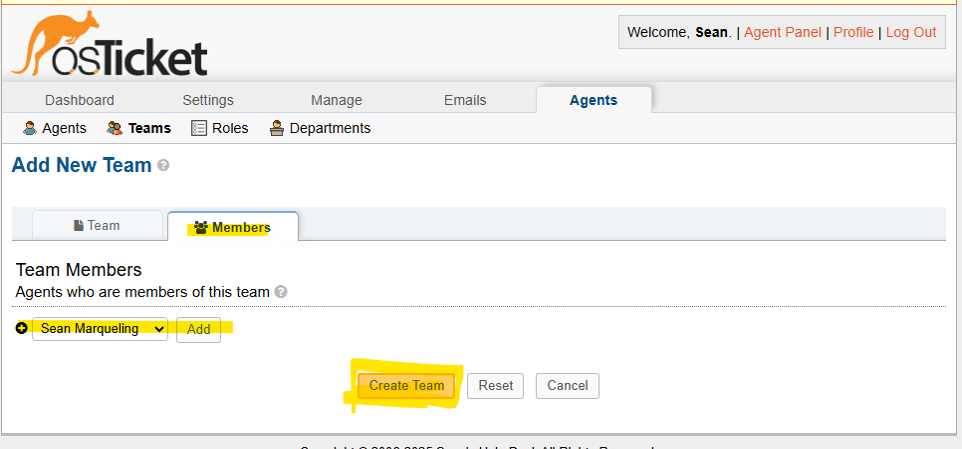 Welcome, Sean. | Agent Panel | Profile | Log Out
osTicket
Dashboard Settings Manage Emails Agents
Agents Teams Roles Departments
Add New Team
Team Members
Team Members
Agents who are members of this team
Sean Marqueling Add
Create Team Reset Cancel